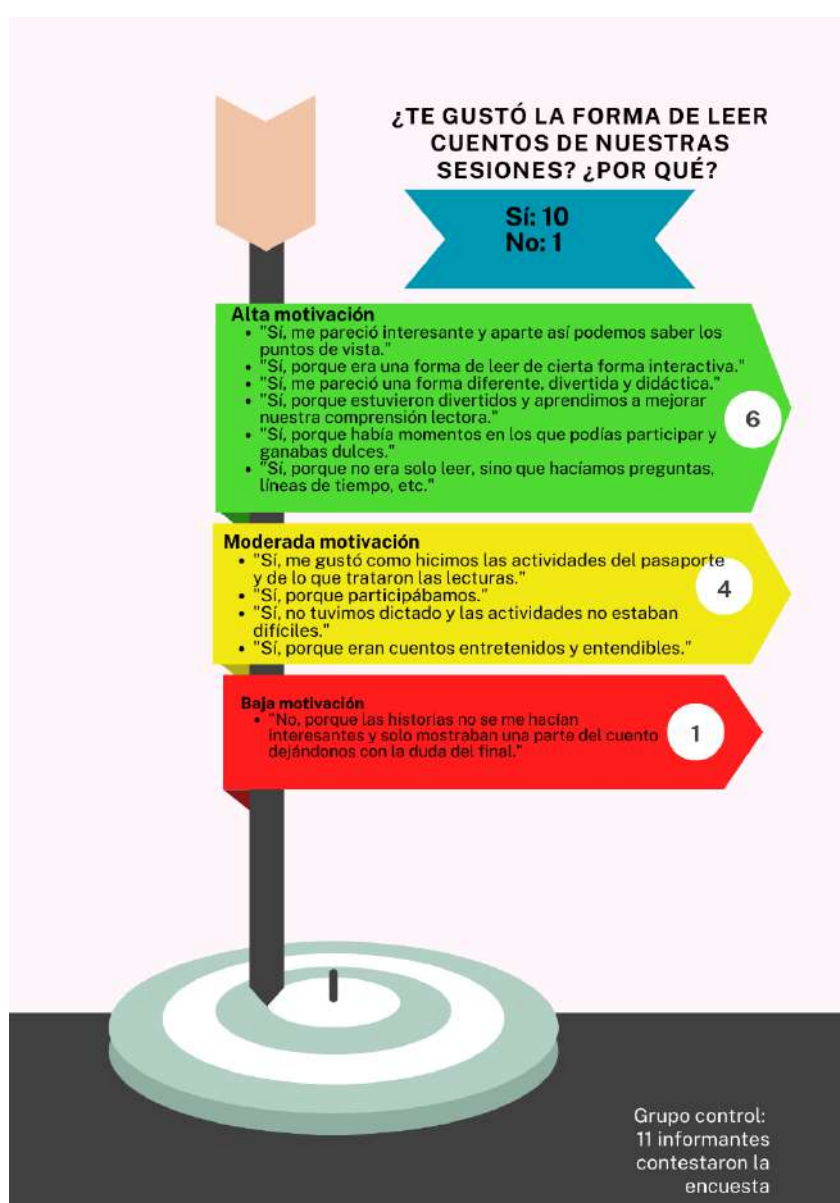 ¿TE GUSTÓ LA FORMA DE LEER
CUENTOS DE NUESTRAS
SESIONES? ¿POR QUÉ?
Sí: 10
No: 1
Alta motivación
• "Sí, me pareció interesante y aparte así podemos saber los
puntos de vista."
• "Sí, porque era una forma de leer de cierta forma interactiva."
• "Sí, me pareció una forma diferente, divertida y didáctica."
• "Sí, porque estuvieron divertidos y aprendimos a mejorar
nuestra comprensión lectora."
• "Sí, porque había momentos en los que podías participar y
ganabas dulces."
• "Sí, porque no era solo leer, sino que hacíamos preguntas,
líneas de tiempo, etc."
6
Moderada motivación
• "Sí, me gustó como hicimos las actividades del pasaporte
y de lo que trataron las lecturas."
• "Sí, porque participábamos."
• "Sí, no tuvimos dictado y las actividades no estaban
difíciles."
• "Sí, porque eran cuentos entretenidos y entendibles."
4
Baja motivación
• "No, porque las historias no se me hacían
interesantes y solo mostraban una parte del cuento
dejándonos con la duda del final."
1
Grupo control:
11 informantes
contestaron la
encuesta